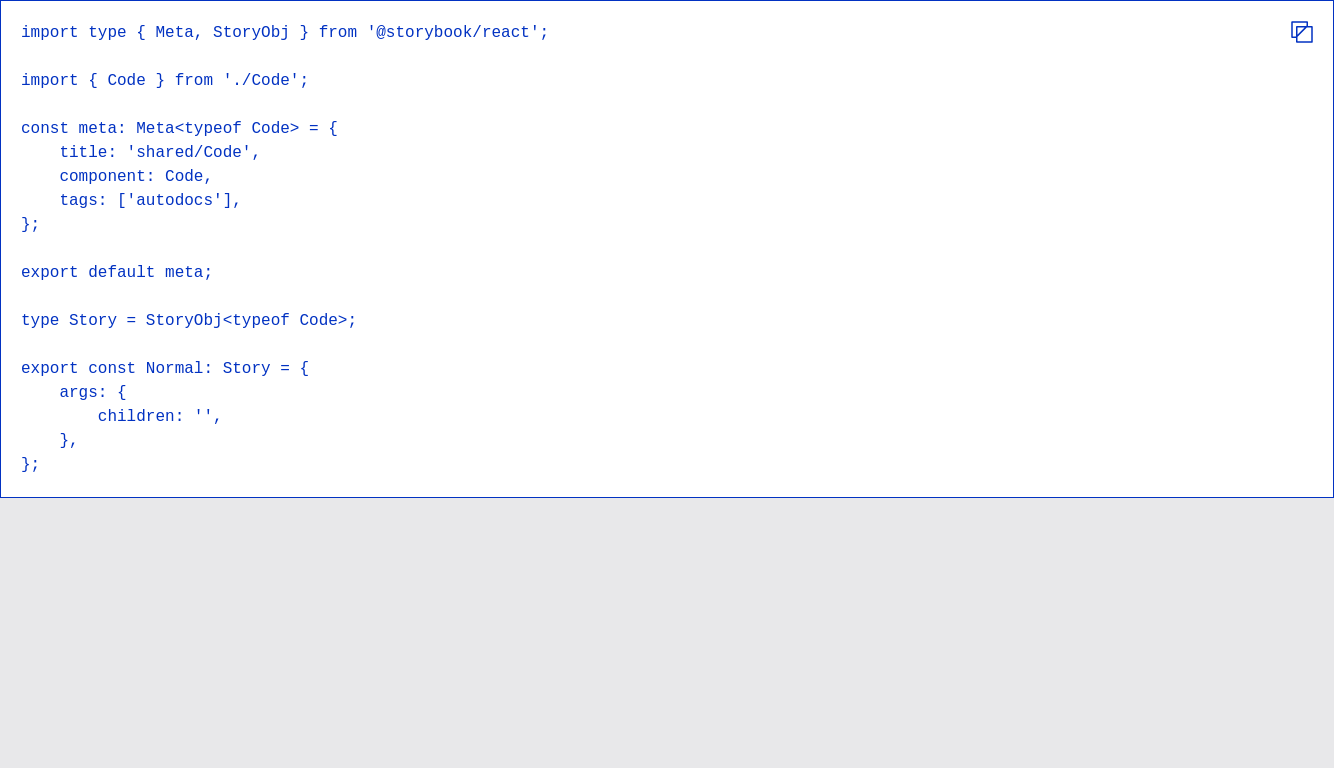 import type { Meta, StoryObj } from '@storybook/react';

import { Code } from './Code';

const meta: Meta<typeof Code> = {
    title: 'shared/Code',
    component: Code,
    tags: ['autodocs'],
};

export default meta;

type Story = StoryObj<typeof Code>;

export const Normal: Story = {
    args: {
        children: '',
    },
};